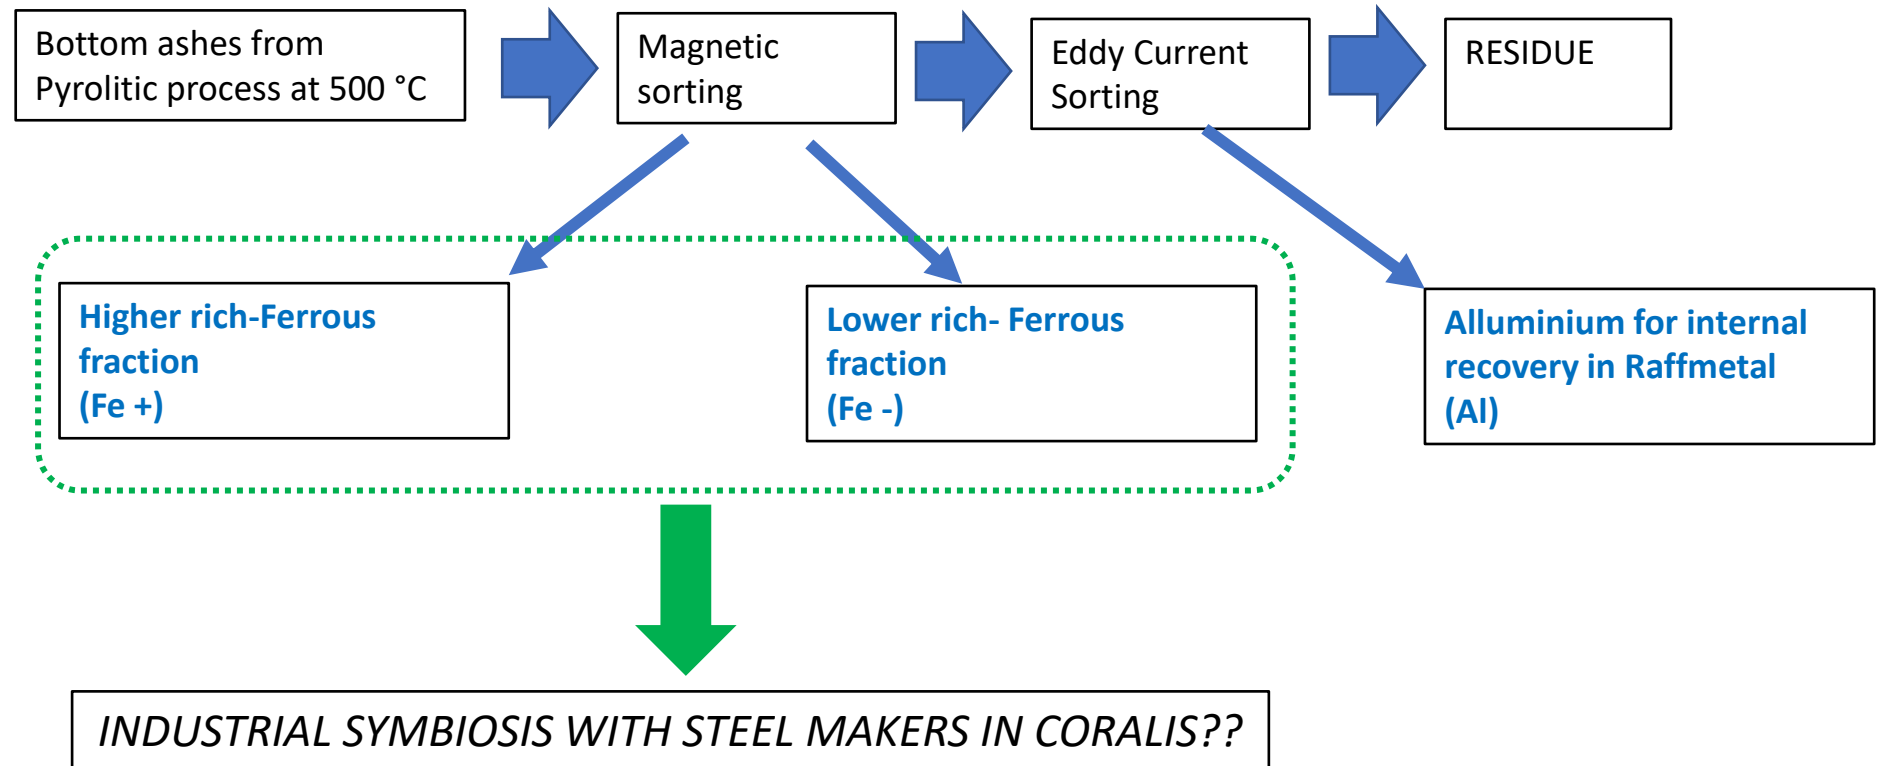 Bottom ashes from
Pyrolitic process at 500 °C
Magnetic
sorting
Eddy Current
Sorting
RESIDUE
Higher rich-Ferrous
fraction
(Fe +)
Lower rich- Ferrous
fraction
(Fe -)
Alluminium for internal
recovery in Raffmetal
(Al)
INDUSTRIAL SYMBIOSIS WITH STEEL MAKERS IN CORALIS??